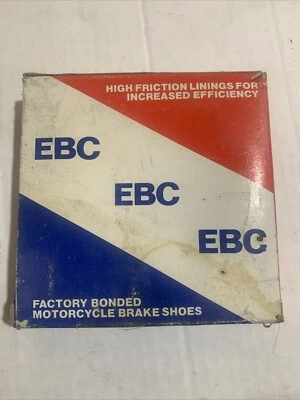 HIGH FRICTION LININGS FOR
INCREASED EFFICIENCY
EBC
EBC
EBC
FACTORY BONDED
MOTORCYCLE BRAKE SHOES